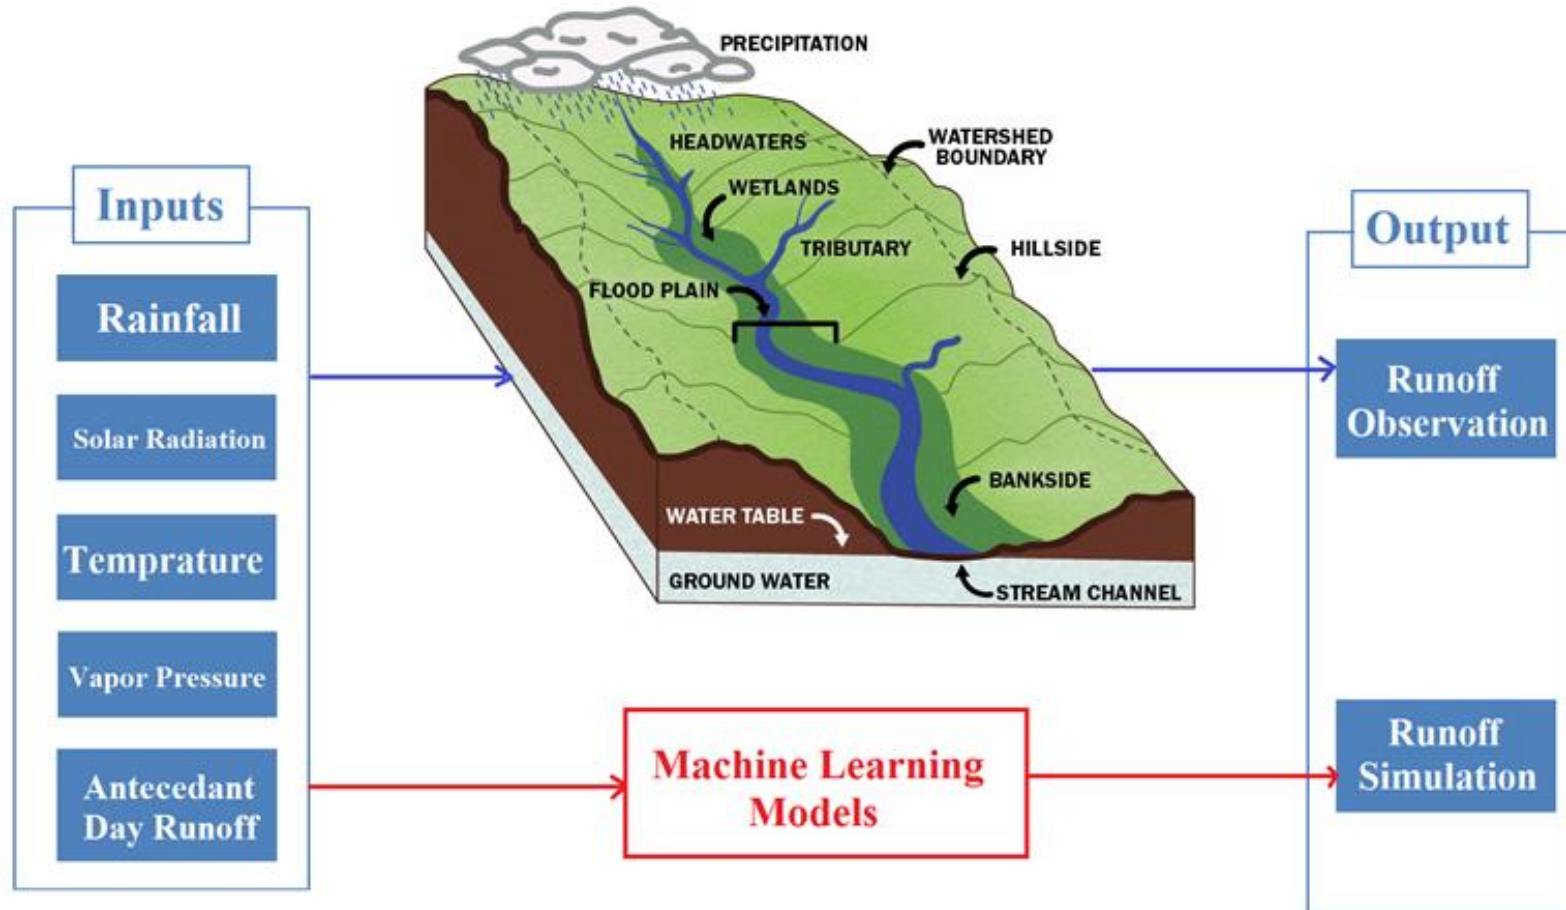 Inputs
Rainfall
Solar Radiation
Temprature
Vapor Pressure
Antecedant
Day Runoff
PRECIPITATION
HEADWATERS
WATERSHED
BOUNDARY
WETLANDS
TRIBUTARY
HILLSIDE
FLOOD PLAIN
BANKSIDE
WATER TABLE
GROUND WATER
STREAM CHANNEL
Machine Learning
Models
Output
Runoff
Observation
Runoff
Simulation